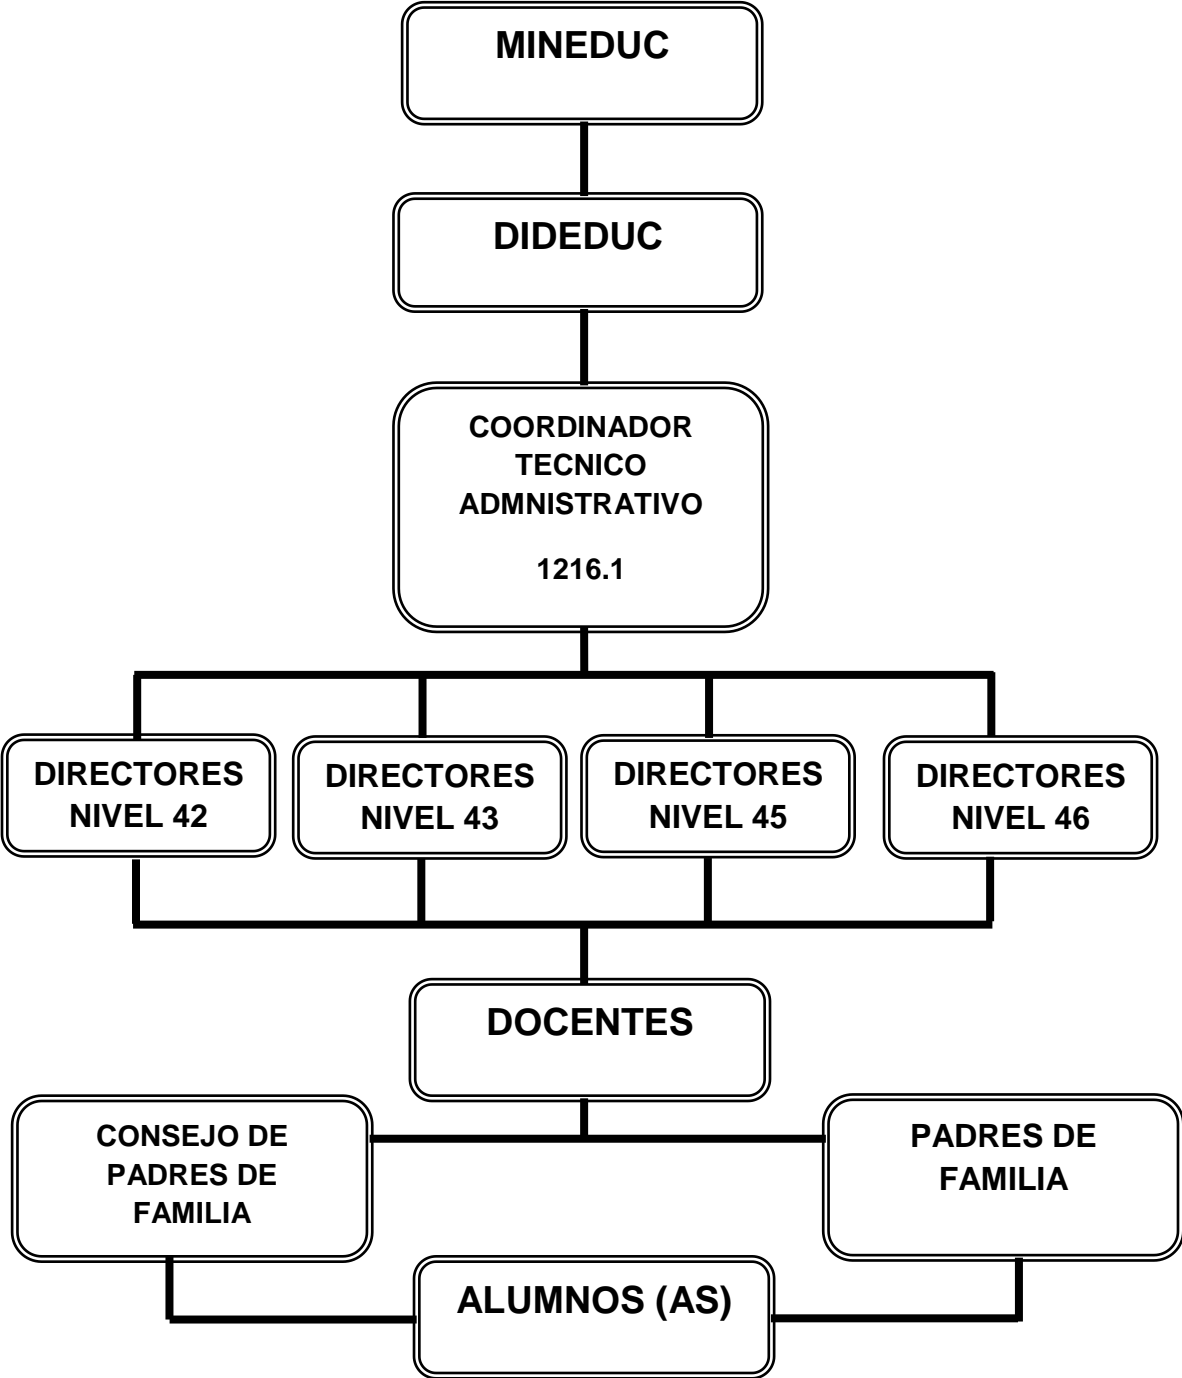 MINEDUC
DIDEDUC
COORDINADOR
TECNICO
ADMNISTRATIVO
1216.1
DIRECTORES
NIVEL 42
DIRECTORES
NIVEL 43
DIRECTORES
NIVEL 45
DIRECTORES
NIVEL 46
DOCENTES
CONSEJO DE
PADRES DE
FAMILIA
PADRES DE
FAMILIA
ALUMNOS (AS)